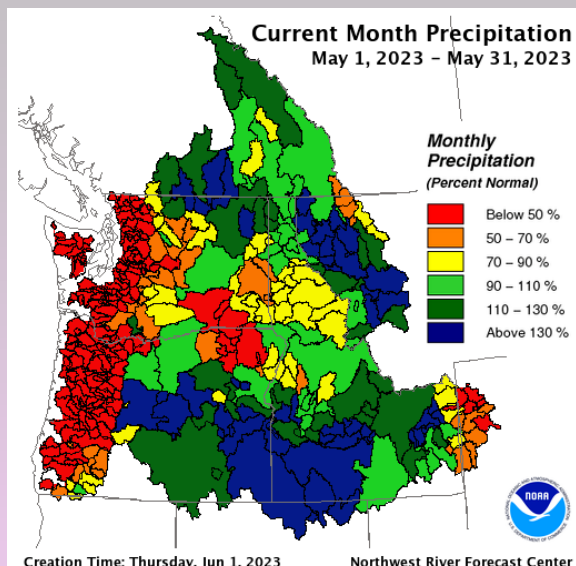 Current Month Precipitation
May 1, 2023 - May 31, 2023
Monthly
Precipitation
(Percent Normal)
Below 50 %
50 - 70 %
70 - 90 %
90 - 110 %
110 - 130 %
Above 130 %
NOAA
Creation Time: Thursday, Jun 1, 2023
Northwest River Forecast Center